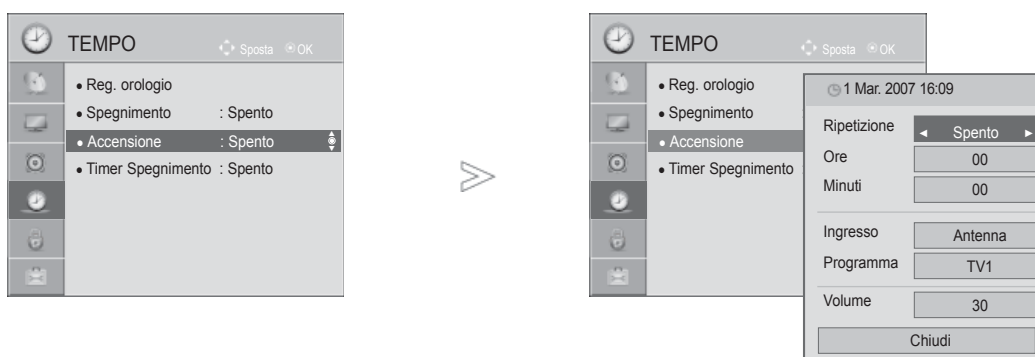 TEMPO
Sposta OK
● Reg. orologio
● Spegnimento : Spento
● Accensione : Spento
● Timer Spegnimento : Spento
TEMPO
Sposta OK
● Reg. orologio
● Spegnimento
● Accensione
● Timer Spegnimento
1 Mar. 2007 16:09
Ripetizione ◄ Spento ►
Ore 00
Minuti 00
Ingresso Antenna
Programma TV1
Volume 30
Chiudi